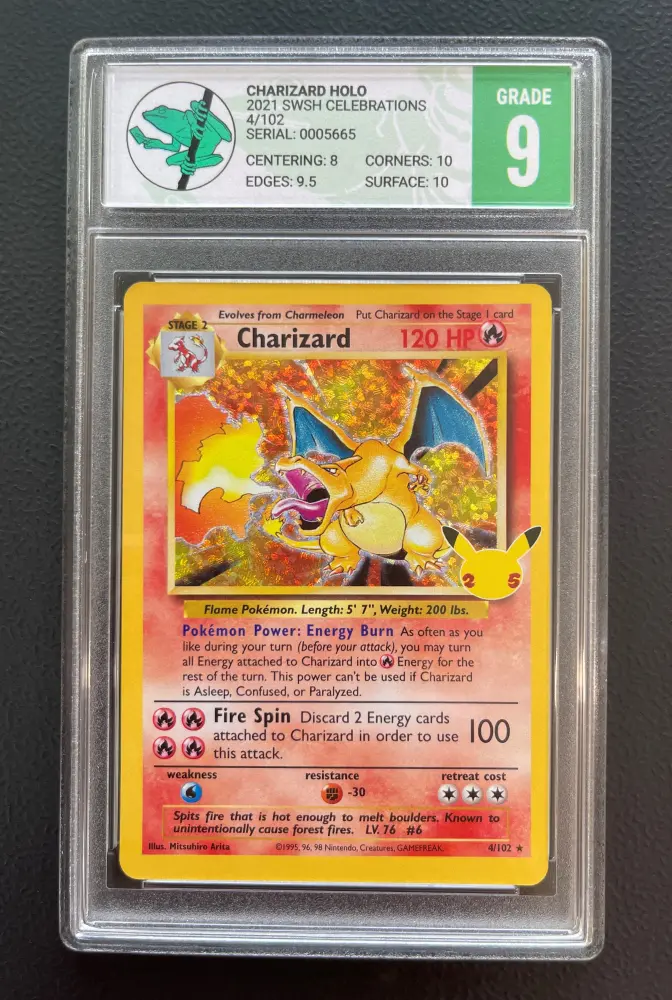 CHARIZARD HOLO
2021 SWSH CELEBRATIONS
4/102
SERIAL: 0005665
CENTERING: 8 CORNERS: 10
EDGES: 9.5 SURFACE: 10
GRADE
9
Evolves from Charmeleon Put Charizard on the Stage 1 card
STAGE 2
Charizard 120 HP
25
Flame Pokémon. Length: 5' 7", Weight: 200 lbs.
Pokémon Power: Energy Burn As often as you
like during your turn (before your attack), you may turn
all Energy attached to Charizard into Energy for the
rest of the turn. This power can't be used if Charizard
is Asleep, Confused, or Paralyzed.
Fire Spin Discard 2 Energy cards
attached to Charizard in order to use 100
this attack.
weakness resistance retreat cost
-30
Spits fire that is hot enough to melt boulders. Known to
unintentionally cause forest fires. LV. 76 #6
Illus. Mitsuhiro Arita ©1995, 96, 98 Nintendo, Creatures, GAMEFREAK. 4/102 ★